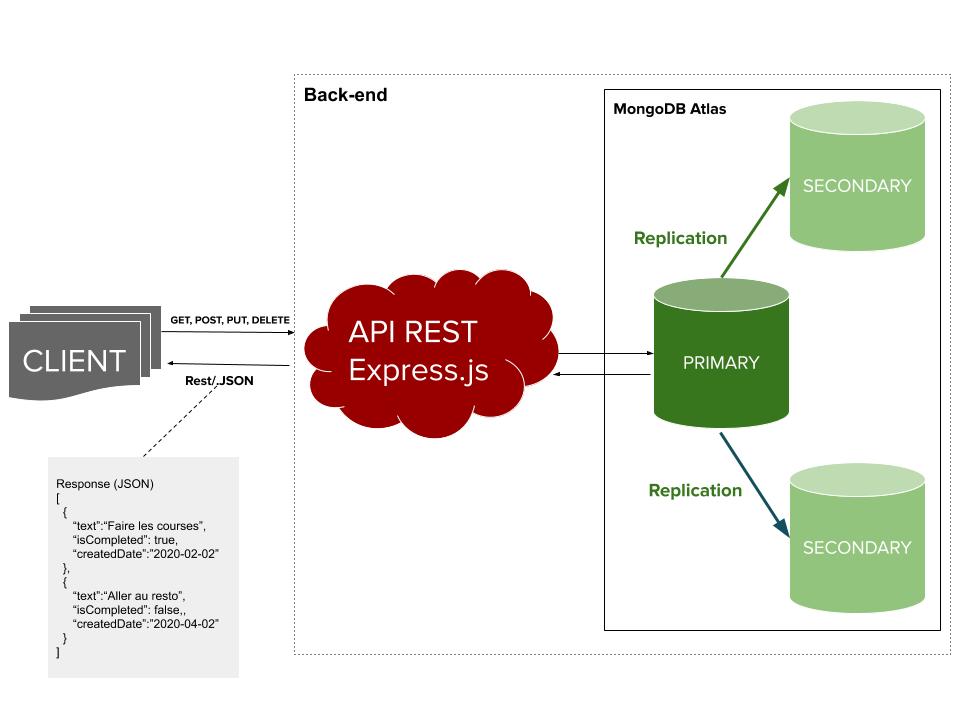 Back-end
MongoDB Atlas
SECONDARY
Replication
GET, POST, PUT, DELETE
CLIENT
Rest/.JSON
API REST
Express.js
PRIMARY
Replication
SECONDARY
Response (JSON)
[
{
“text”:“Faire les courses”,
“isCompleted”: true,
“createdDate”:”2020-02-02”
},
{
“text”:“Aller au resto”,
“isCompleted”: false,,
“createdDate”:”2020-04-02”
}
]